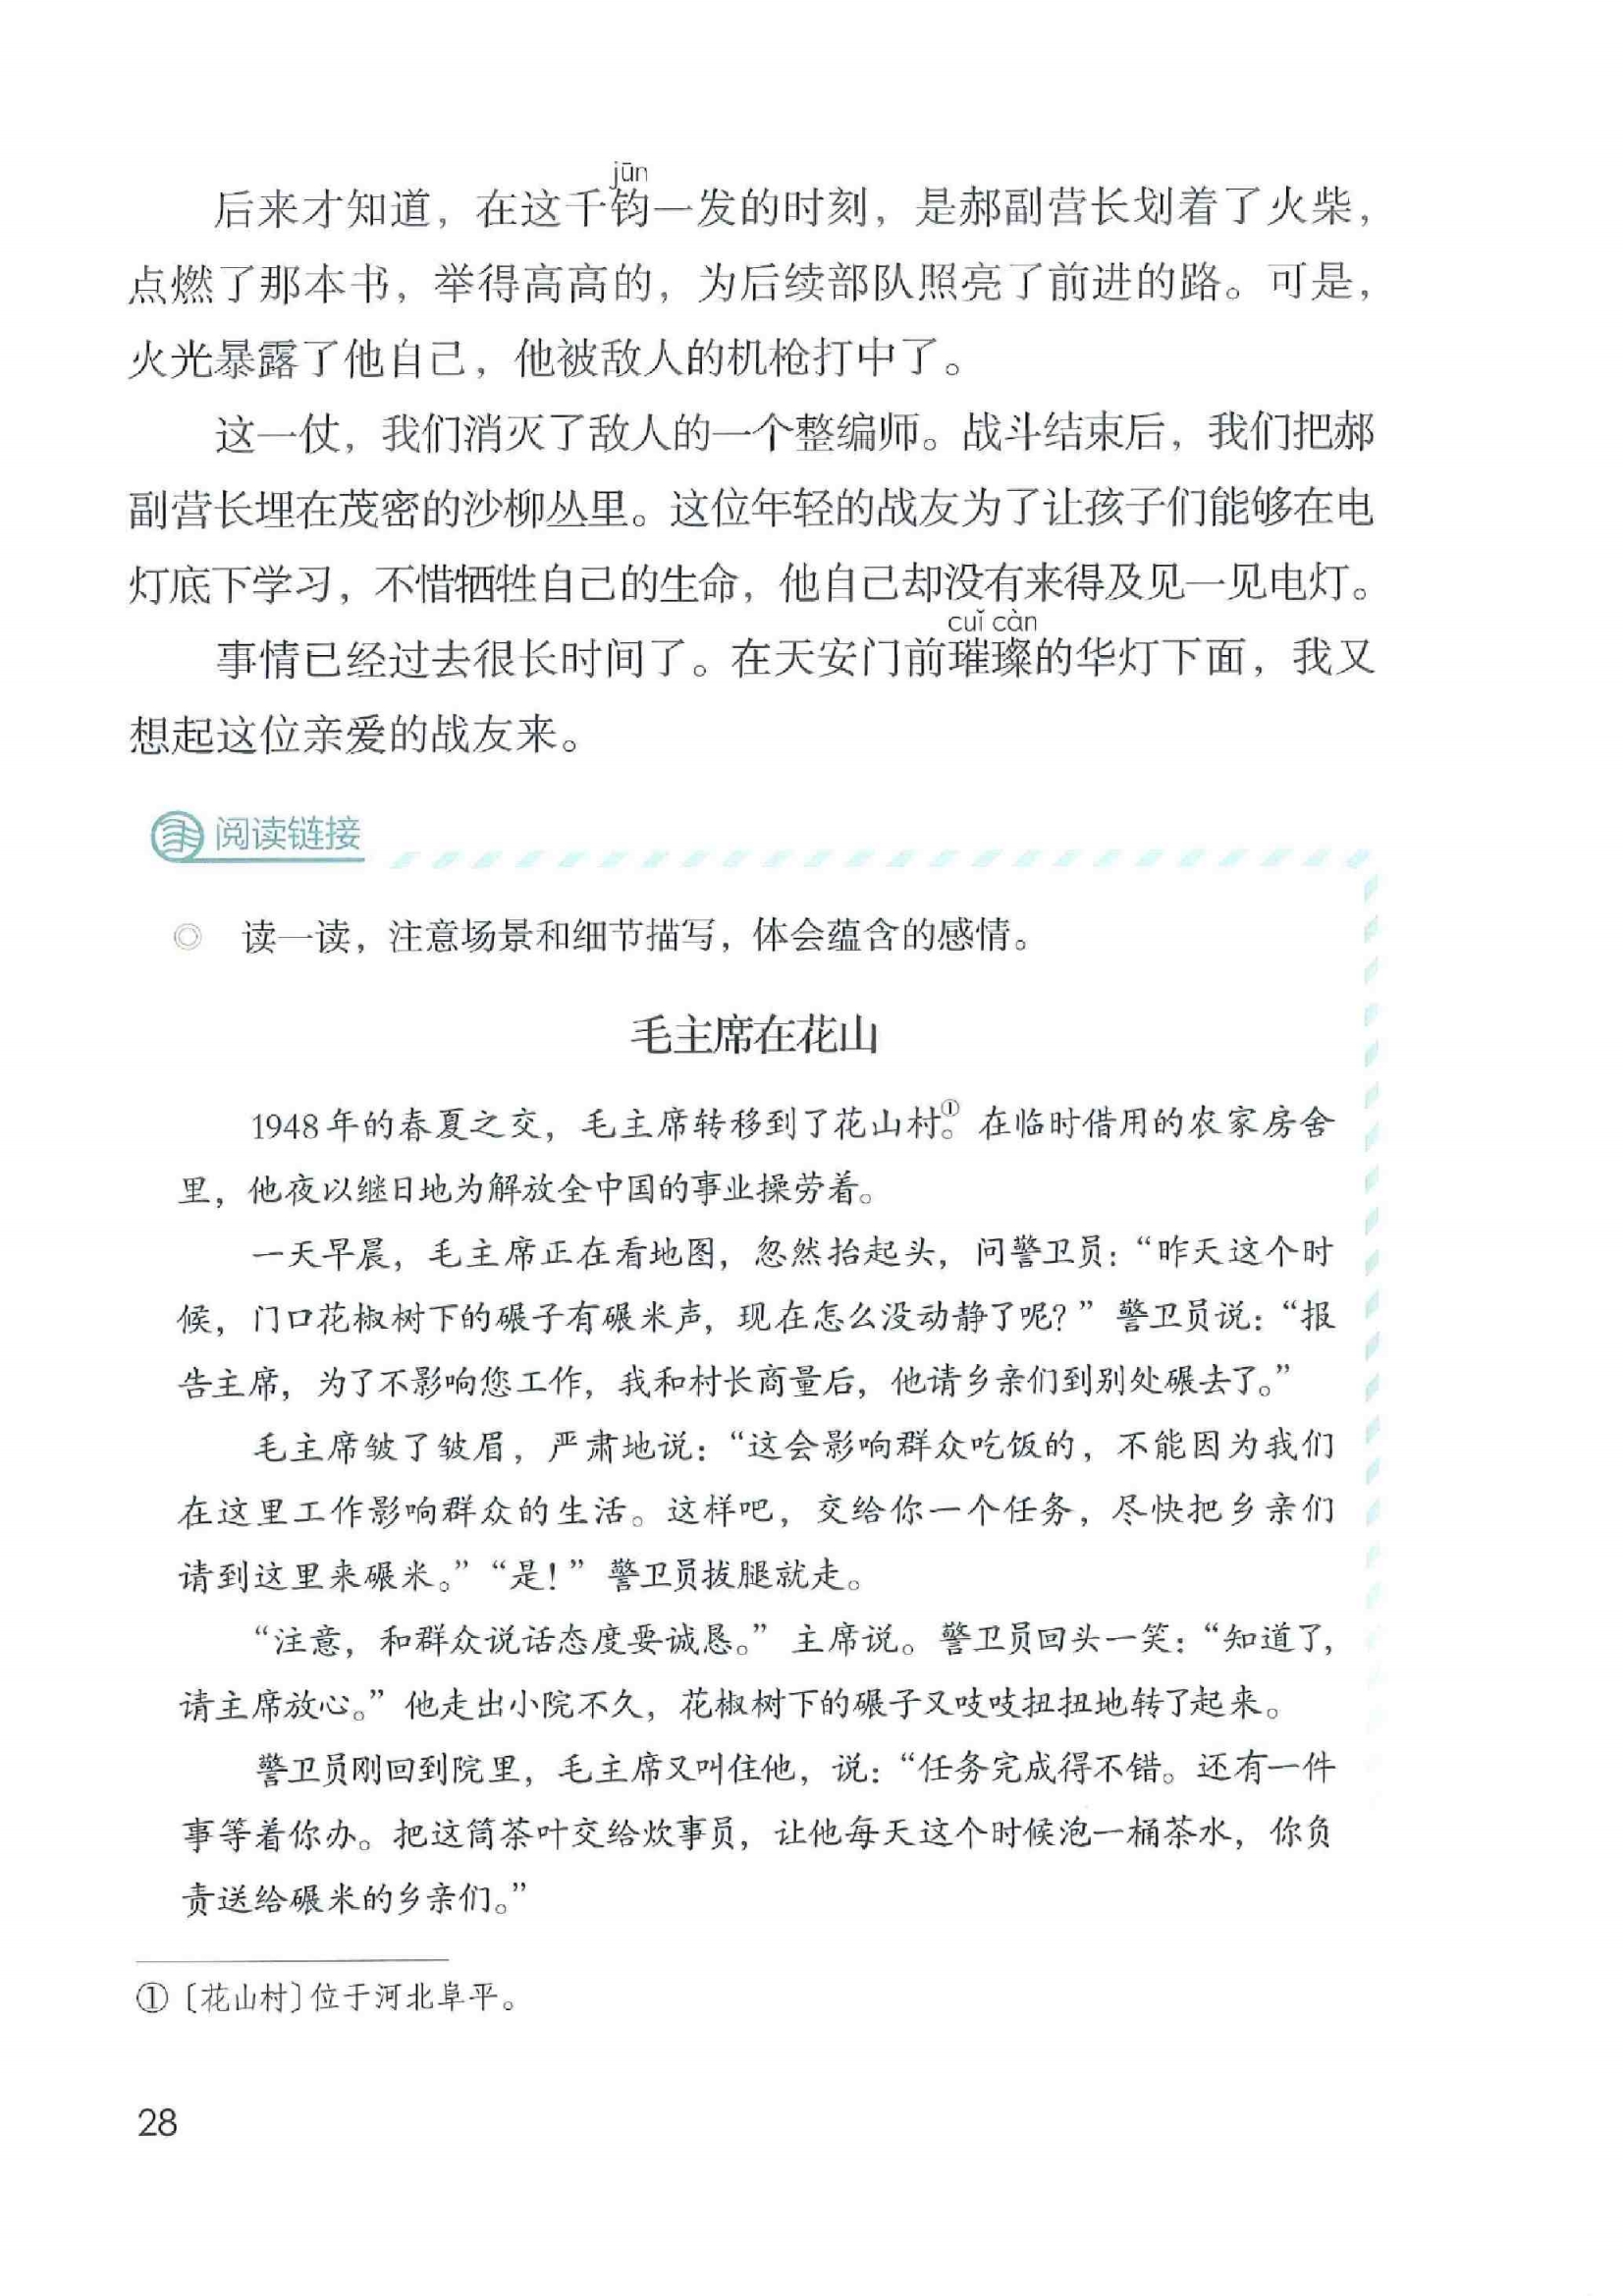 jūn
后来才知道，在这千钧一发的时刻，是郝副营长划着了火柴，
点燃了那本书，举得高高的，为后续部队照亮了前进的路。可是，
火光暴露了他自己，他被敌人的机枪打中了。
这一仗，我们消灭了敌人的一个整编师。战斗结束后，我们把郝
副营长埋在茂密的沙柳丛里。这位年轻的战友为了让孩子们能够在电
灯底下学习，不惜牺牲自己的生命，他自己却没有来得及见一见电灯。
cuǐ càn
事情已经过去很长时间了。在天安门前璀璨的华灯下面，我又
想起这位亲爱的战友来。
阅读链接
◎ 读一读，注意场景和细节描写，体会蕴含的感情。
毛主席在花山
1948年的春夏之交，毛主席转移到了花山村①。在临时借用的农家房舍
里，他夜以继日地为解放全中国的事业操劳着。
一天早晨，毛主席正在看地图，忽然抬起头，问警卫员：“昨天这个时
候，门口花椒树下的碾子有碾米声，现在怎么没动静了呢？”警卫员说：“报
告主席，为了不影响您工作，我和村长商量后，他请乡亲们到别处碾去了。”
毛主席皱了皱眉，严肃地说：“这会影响群众吃饭的，不能因为我们
在这里工作影响群众的生活。这样吧，交给你一个任务，尽快把乡亲们
请到这里来碾米。”“是！”警卫员拔腿就走。
“注意，和群众说话态度要诚恳。”主席说。警卫员回头一笑：“知道了，
请主席放心。”他走出小院不久，花椒树下的碾子又吱吱扭扭地转了起来。
警卫员刚回到院里，毛主席又叫住他，说：“任务完成得不错。还有一件
事等着你办。把这筒茶叶交给炊事员，让他每天这个时候泡一桶茶水，你负
责送给碾米的乡亲们。”
①〔花山村〕位于河北阜平。
28